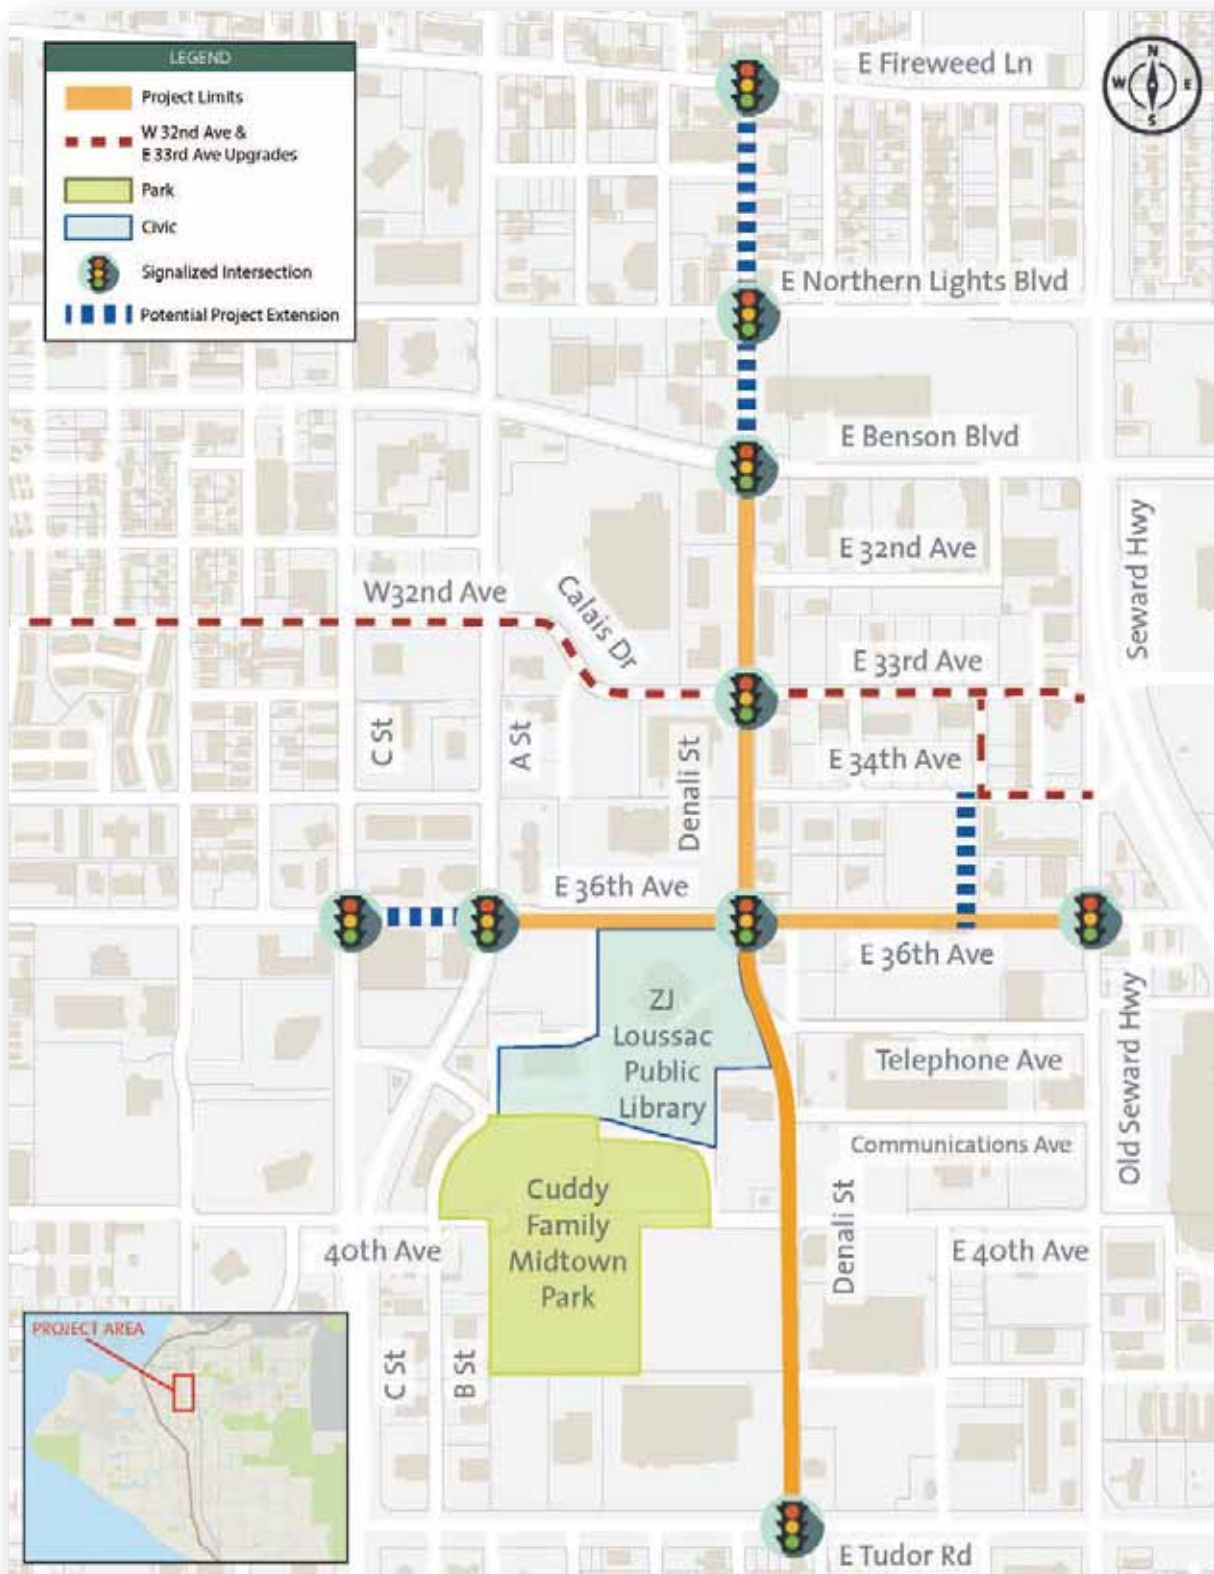 LEGEND
Project Limits
W 32nd Ave &
E 33rd Ave Upgrades
Park
Civic
Signalized Intersection
Potential Project Extension
N
W
E
S
E Fireweed Ln
E Northern Lights Blvd
E Benson Blvd
E 32nd Ave
Seward Hwy
W32nd Ave
Calais Dr
E 33rd Ave
C St
A St
Denali St
E 34th Ave
E 36th Ave
E 36th Ave
ZJ
Loussac
Public
Library
Telephone Ave
Communications Ave
Old Seward Hwy
Cuddy
Family
Midtown
Park
40th Ave
Denali St
E 40th Ave
C St
B St
PROJECT AREA
E Tudor Rd